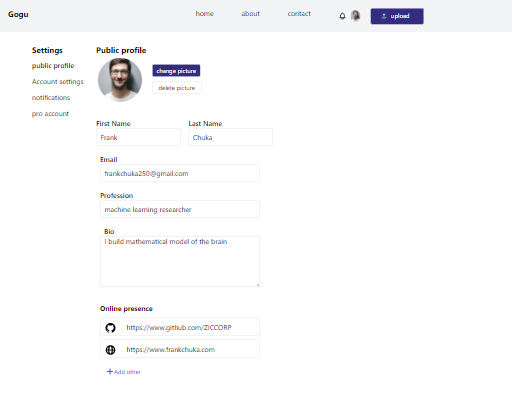 Gogu
home
about
contact
upload
Settings
public profile
Account settings
notifications
pro account
Public profile
change picture
delete picture
First Name
Last Name
Frank
Chuka
Email
frankchuka250@gmail.com
Profession
machine learning researcher
Bio
I build mathematical model of the brain
Online presence
https://www.github.com/ZICCORP
https://www.frankchuka.com
Add other